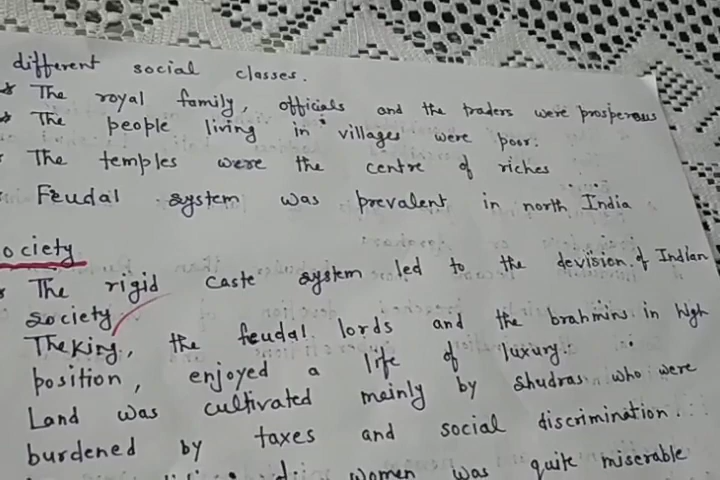 different social classes.
* The royal family, officials and the traders were prosperous
* The people living in villages were poor.
The temples were the centre of riches
Feudal system was prevalent in north India
ociety
The rigid caste system led to the devision of Indian
society
The King, the feudal lords and the brahmins in high
position, enjoyed a life of luxury.
Land was cultivated mainly by shudras who were
burdened by taxes and social discrimination.
women was quite miserable